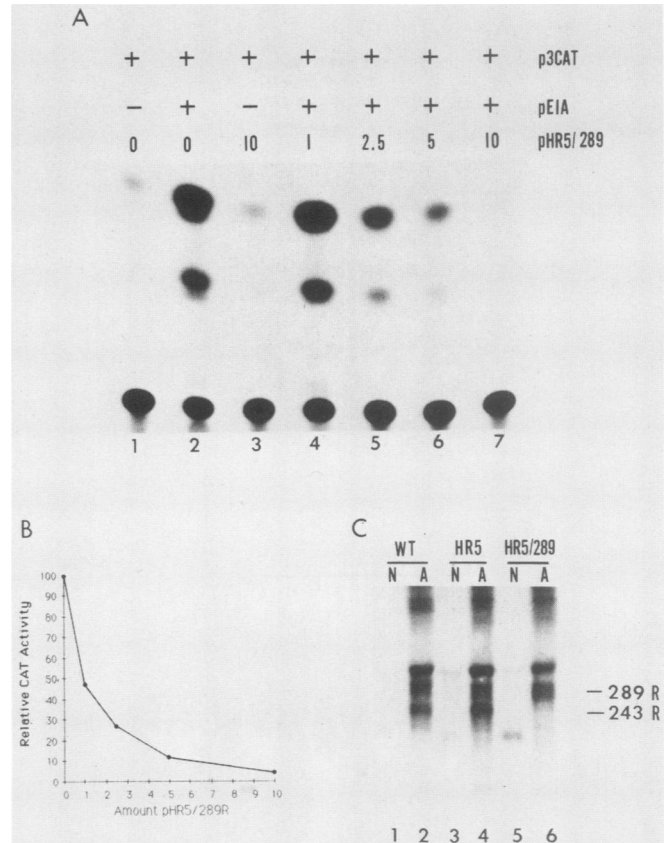 A
+ + + + + + + p3CAT
− + − + + + + pEIA
0 0 10 1 2.5 5 10 pHR5/289
1 2 3 4 5 6 7
B
Relative CAT Activity
100
90
80
70
60
50
40
30
20
10
0
0 1 2 3 4 5 6 7 8 9 10
Amount pHR5/289R
C
WT HR5 HR5/289
N A N A N A
— 289 R
— 243 R
1 2 3 4 5 6